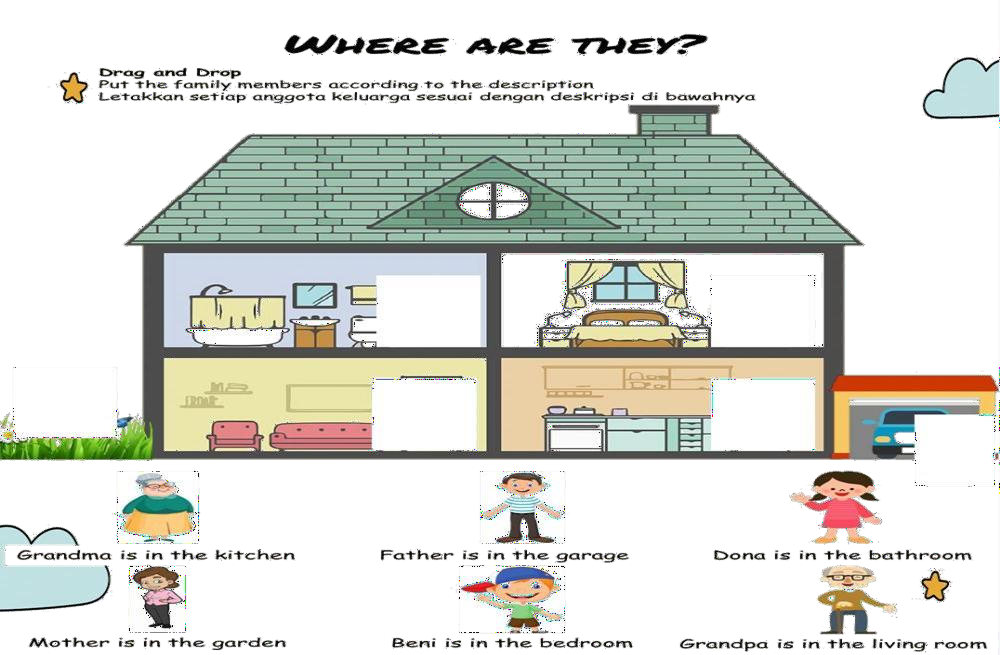 WHERE ARE THEY?
Drag and Drop
Put the family members according to the description
Letakkan setiap anggota keluarga sesuai dengan deskripsi di bawahnya
Grandma is in the kitchen
Father is in the garage
Dona is in the bathroom
Mother is in the garden
Beni is in the bedroom
Grandpa is in the living room